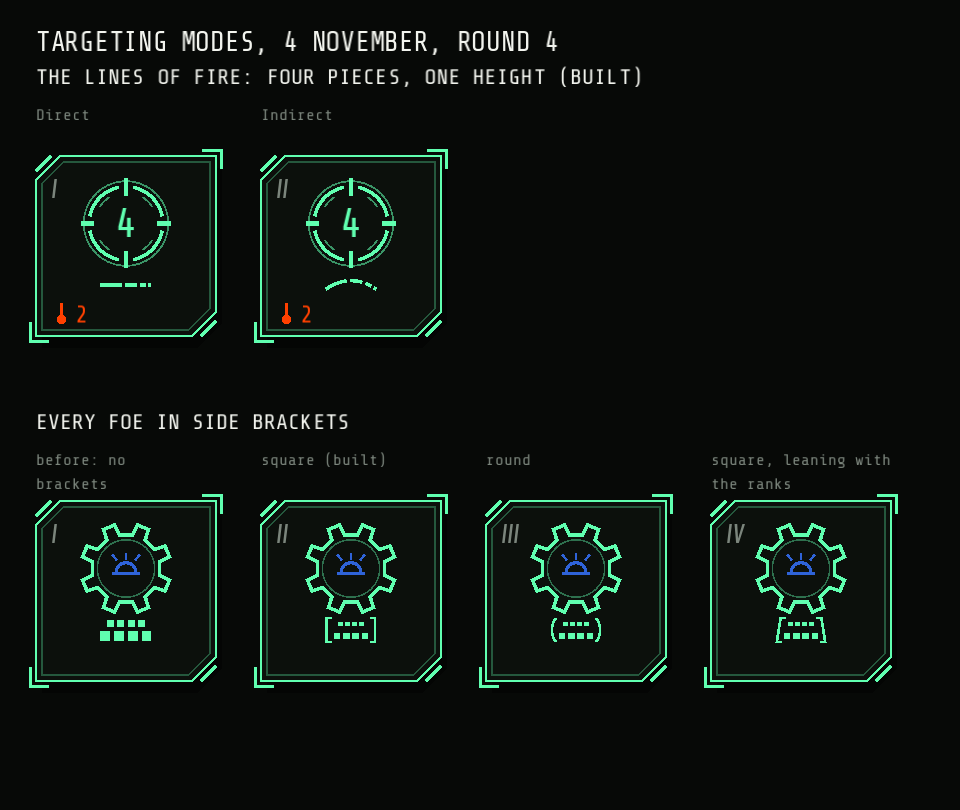 TARGETING MODES, 4 NOVEMBER, ROUND 4
THE LINES OF FIRE: FOUR PIECES, ONE HEIGHT (BUILT)
Direct
Indirect
I
4
2
II
4
2
EVERY FOE IN SIDE BRACKETS
before: no
brackets
square (built)
round
square, leaning with
the ranks
I
II
III
IV